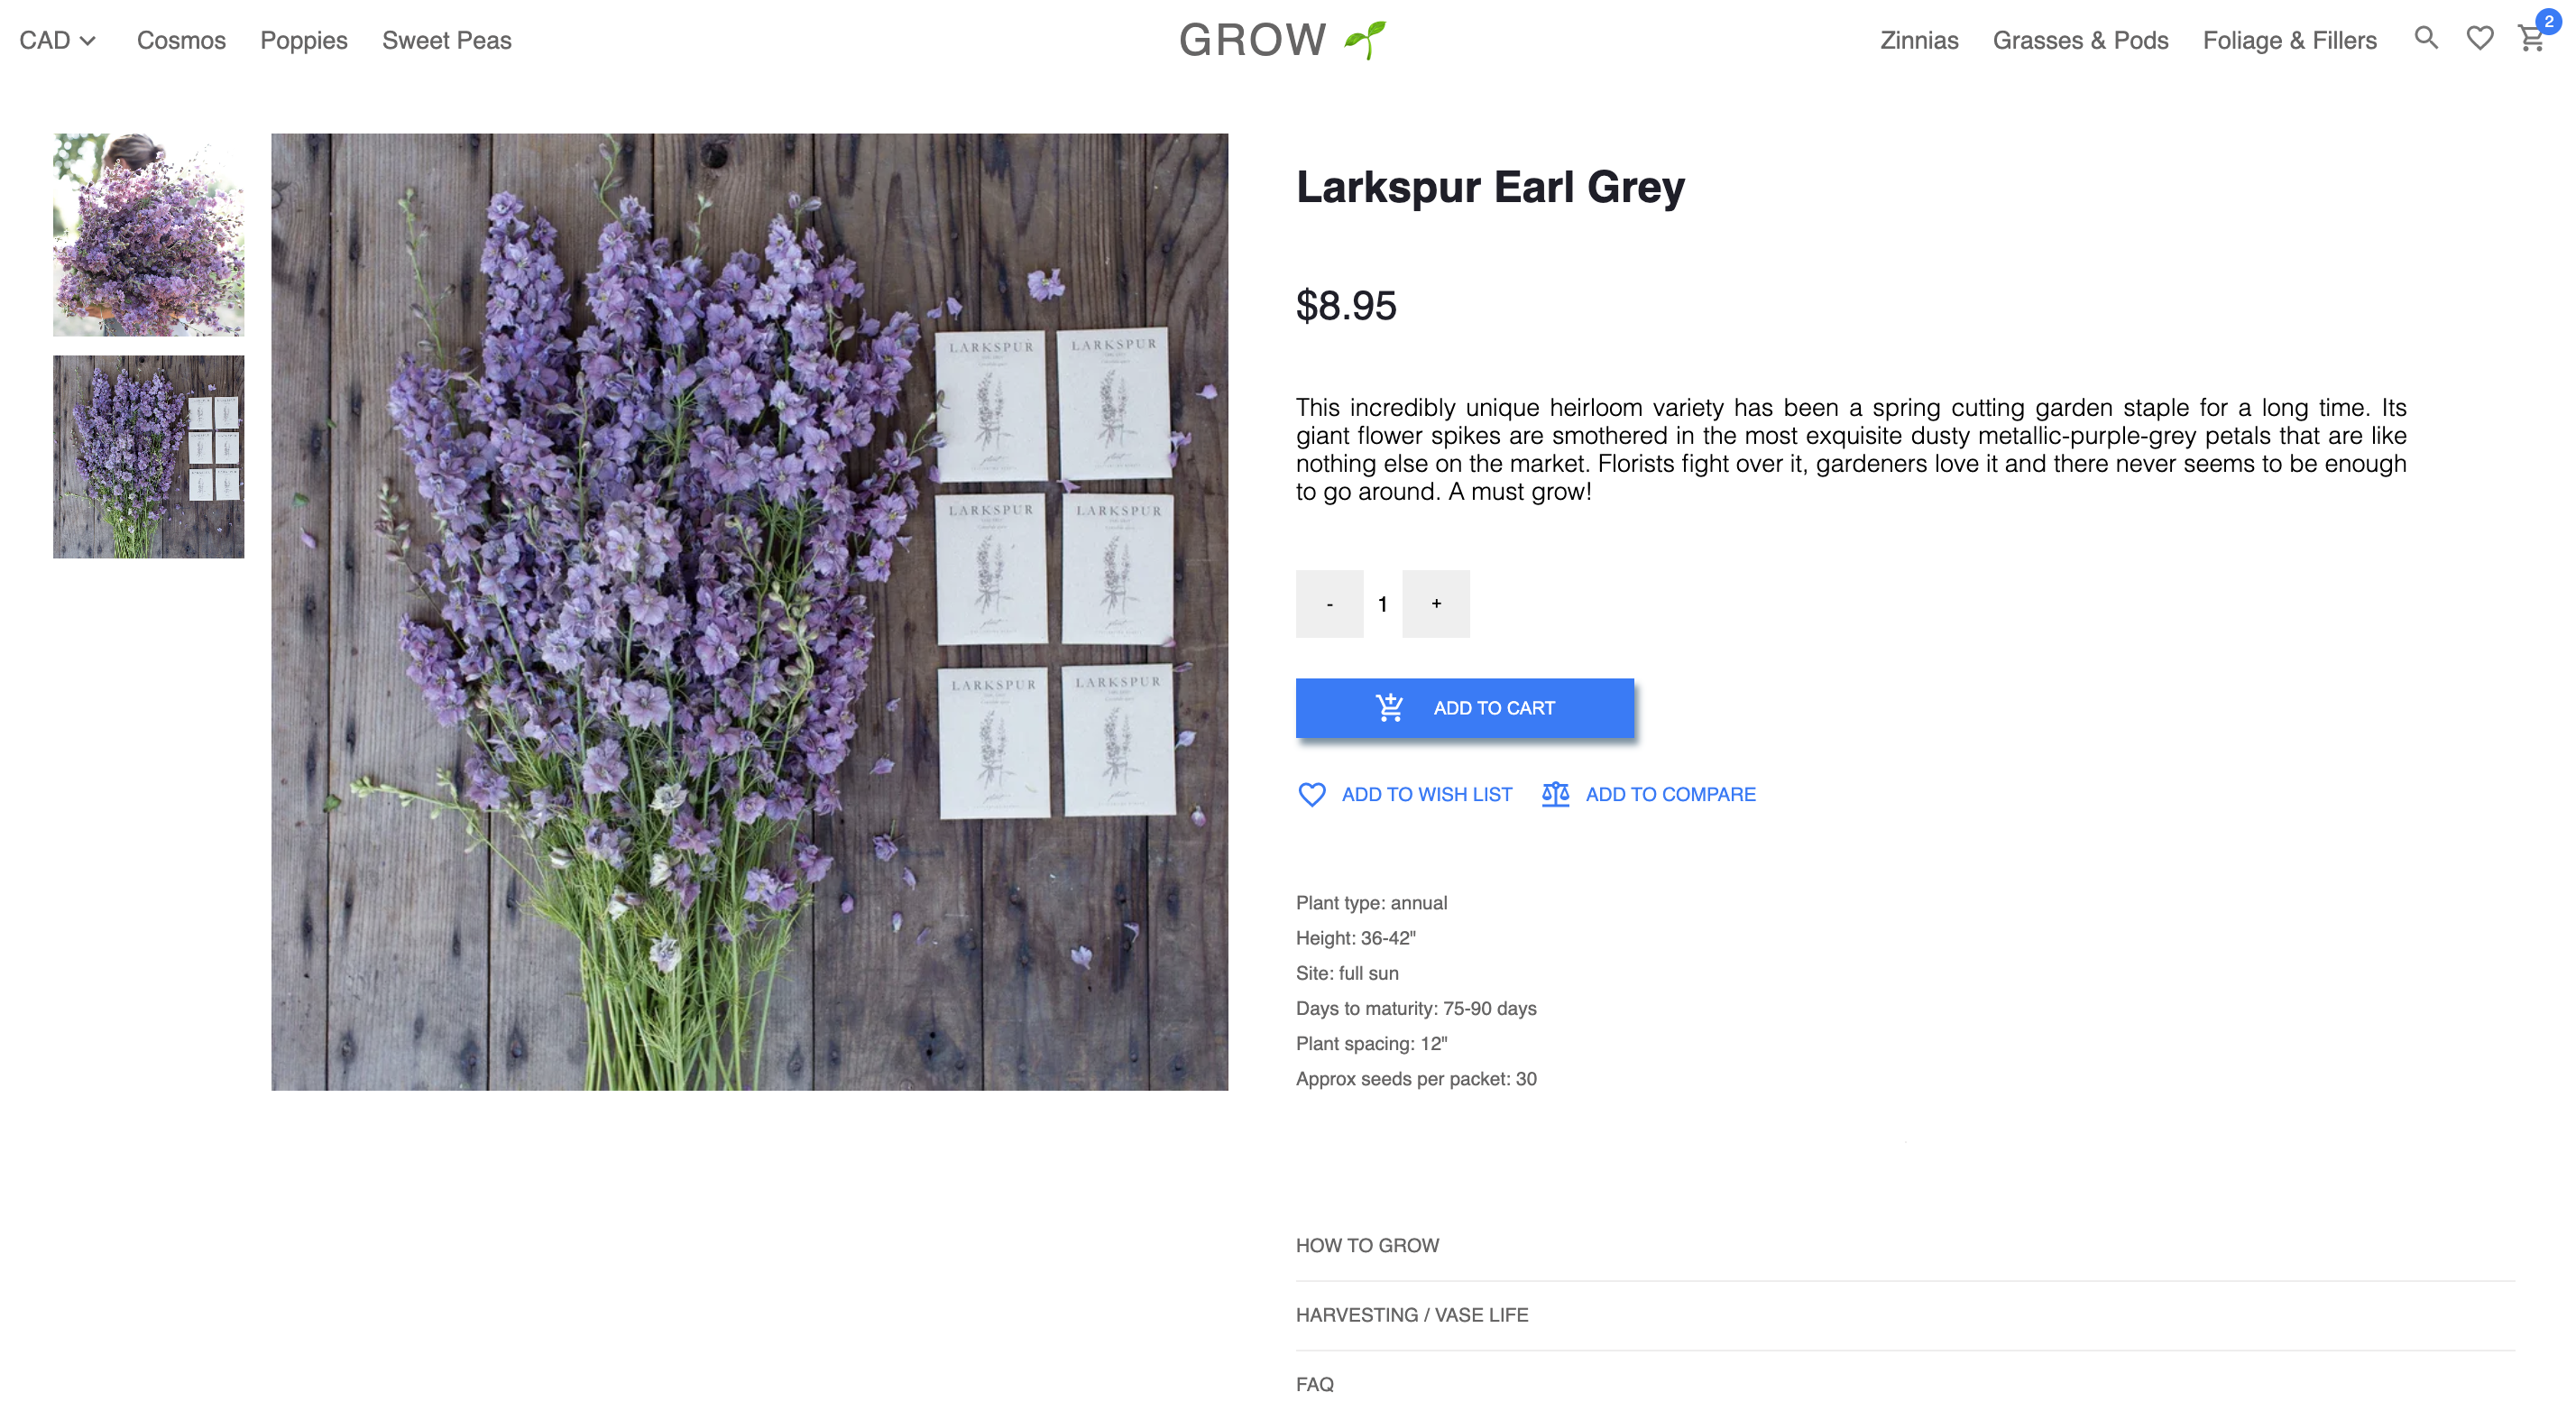 CAD
Cosmos
Poppies
Sweet Peas
GROW
Zinnias
Grasses & Pods
Foliage & Fillers
2
LARKSPUR
LARKSPUR
LARKSPUR
LARKSPUR
LARKSPUR
LARKSPUR
Larkspur Earl Grey
$8.95
This incredibly unique heirloom variety has been a spring cutting garden staple for a long time. Its
giant flower spikes are smothered in the most exquisite dusty metallic-purple-grey petals that are like
nothing else on the market. Florists fight over it, gardeners love it and there never seems to be enough
to go around. A must grow!
- 1 +
ADD TO CART
ADD TO WISH LIST
ADD TO COMPARE
Plant type: annual
Height: 36-42"
Site: full sun
Days to maturity: 75-90 days
Plant spacing: 12"
Approx seeds per packet: 30
HOW TO GROW
HARVESTING / VASE LIFE
FAQ